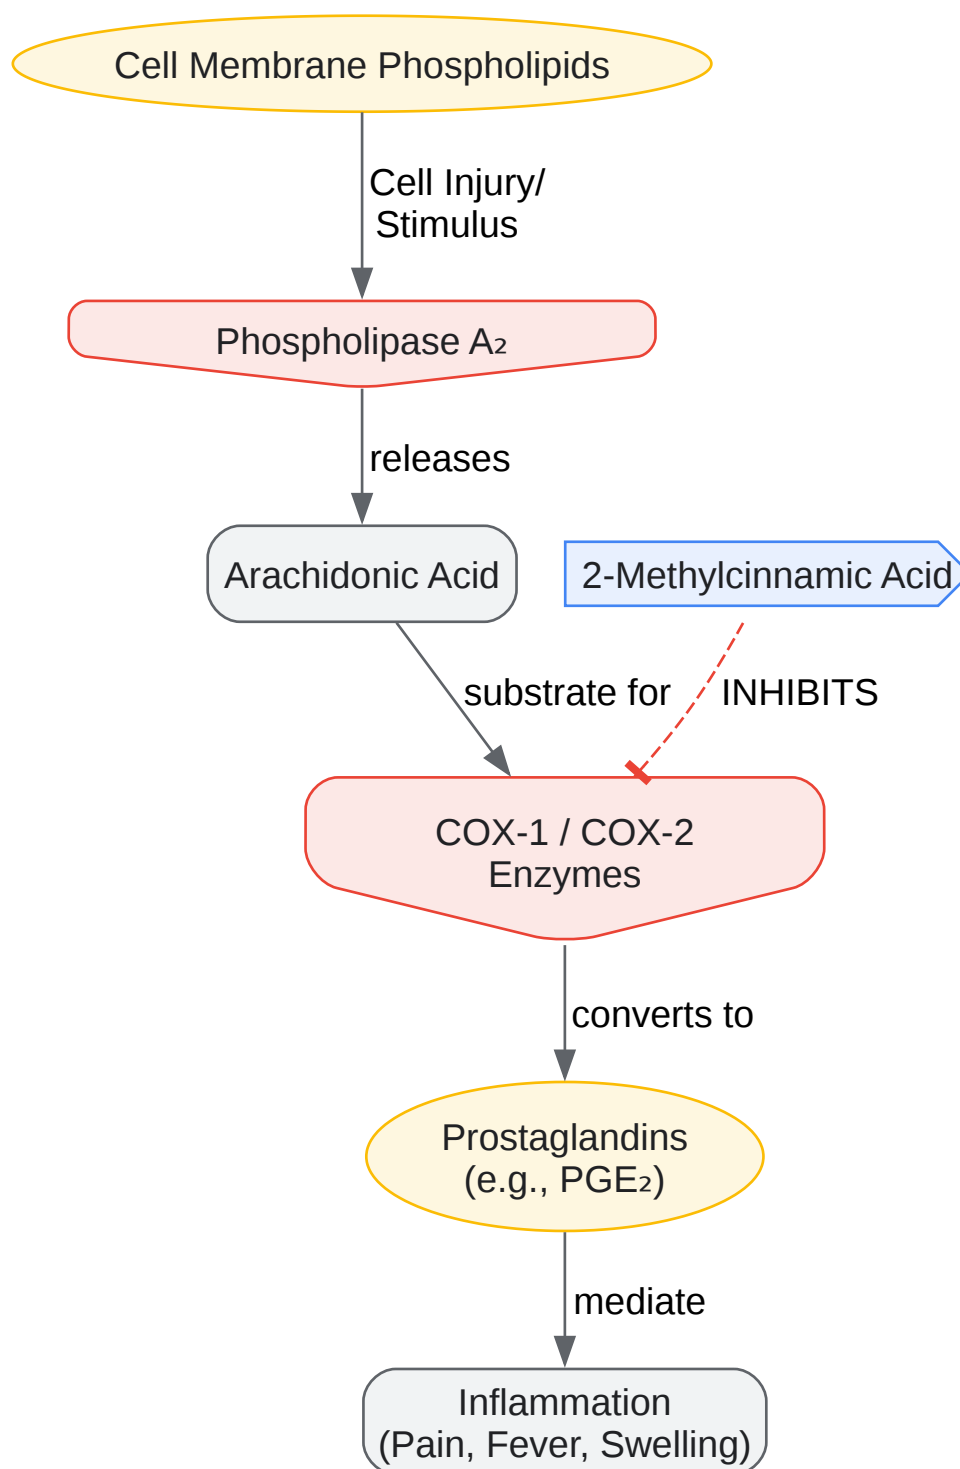 Cell Membrane Phospholipids
Cell Injury/
Stimulus
Phospholipase A₂
releases
Arachidonic Acid
2-Methylcinnamic Acid
substrate for
INHIBITS
COX-1 / COX-2
Enzymes
converts to
Prostaglandins
(e.g., PGE₂)
mediate
Inflammation
(Pain, Fever, Swelling)